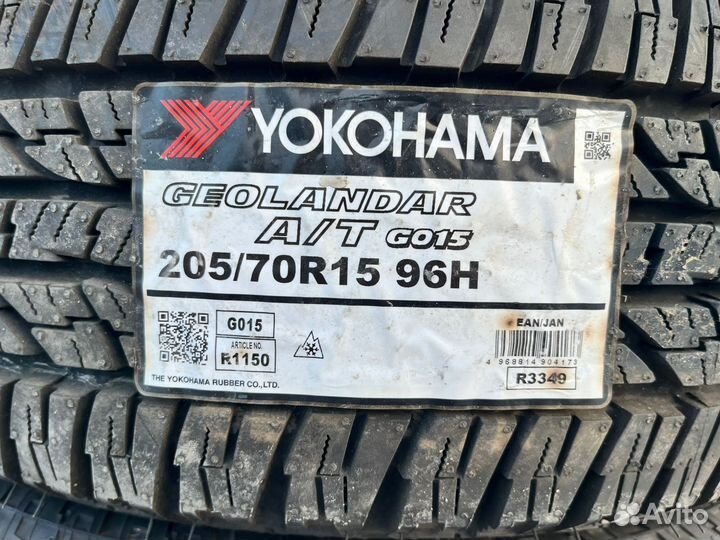 YOKOHAMA
GEOLANDAR
A/T G015
205/70R15 96H
G015
ARTICLE NO.
R1150
EAN/JAN
4 968814 904173
R3349
THE YOKOHAMA RUBBER CO.,LTD.
Avito